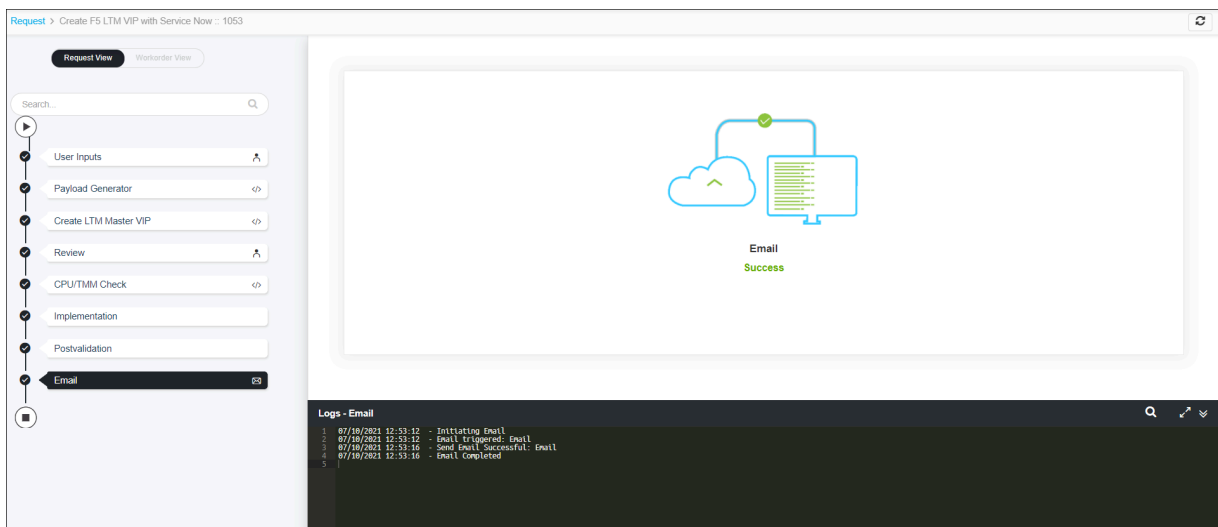 Request > Create F5 LTM VIP with Service Now :: 1053
Request View
Workorder View
Search...
User Inputs
Payload Generator
Create LTM Master VIP
Review
CPU/TMM Check
Implementation
Postvalidation
Email
Email
Success
Logs - Email
1 07/10/2021 12:53:12 - Initiating Email
2 07/10/2021 12:53:12 - Email triggered: Email
3 07/10/2021 12:53:16 - Send Email Successful: Email
4 07/10/2021 12:53:16 - Email Completed
5